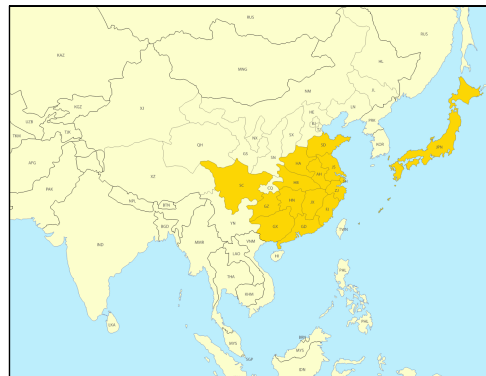 RUS
RUS
KAZ
HL
MNG
JL
XJ
NM
LN
UZB
KGZ
HE
BJ
PRK
TKM
TJK
NX
SX
SD
JPN
QH
GS
KOR
AFG
SN
HA
JS
XZ
AH
PAK
SC
HB
CQ
ZJ
NPL
BTN
GZ
HN
JX
FJ
BGD
YN
GX
GD
TWN
IND
MMR
VNM
LAO
HI
THA
PHL
KHM
LKA
PHL
BRN
MYS
MYS
SGP
IDN